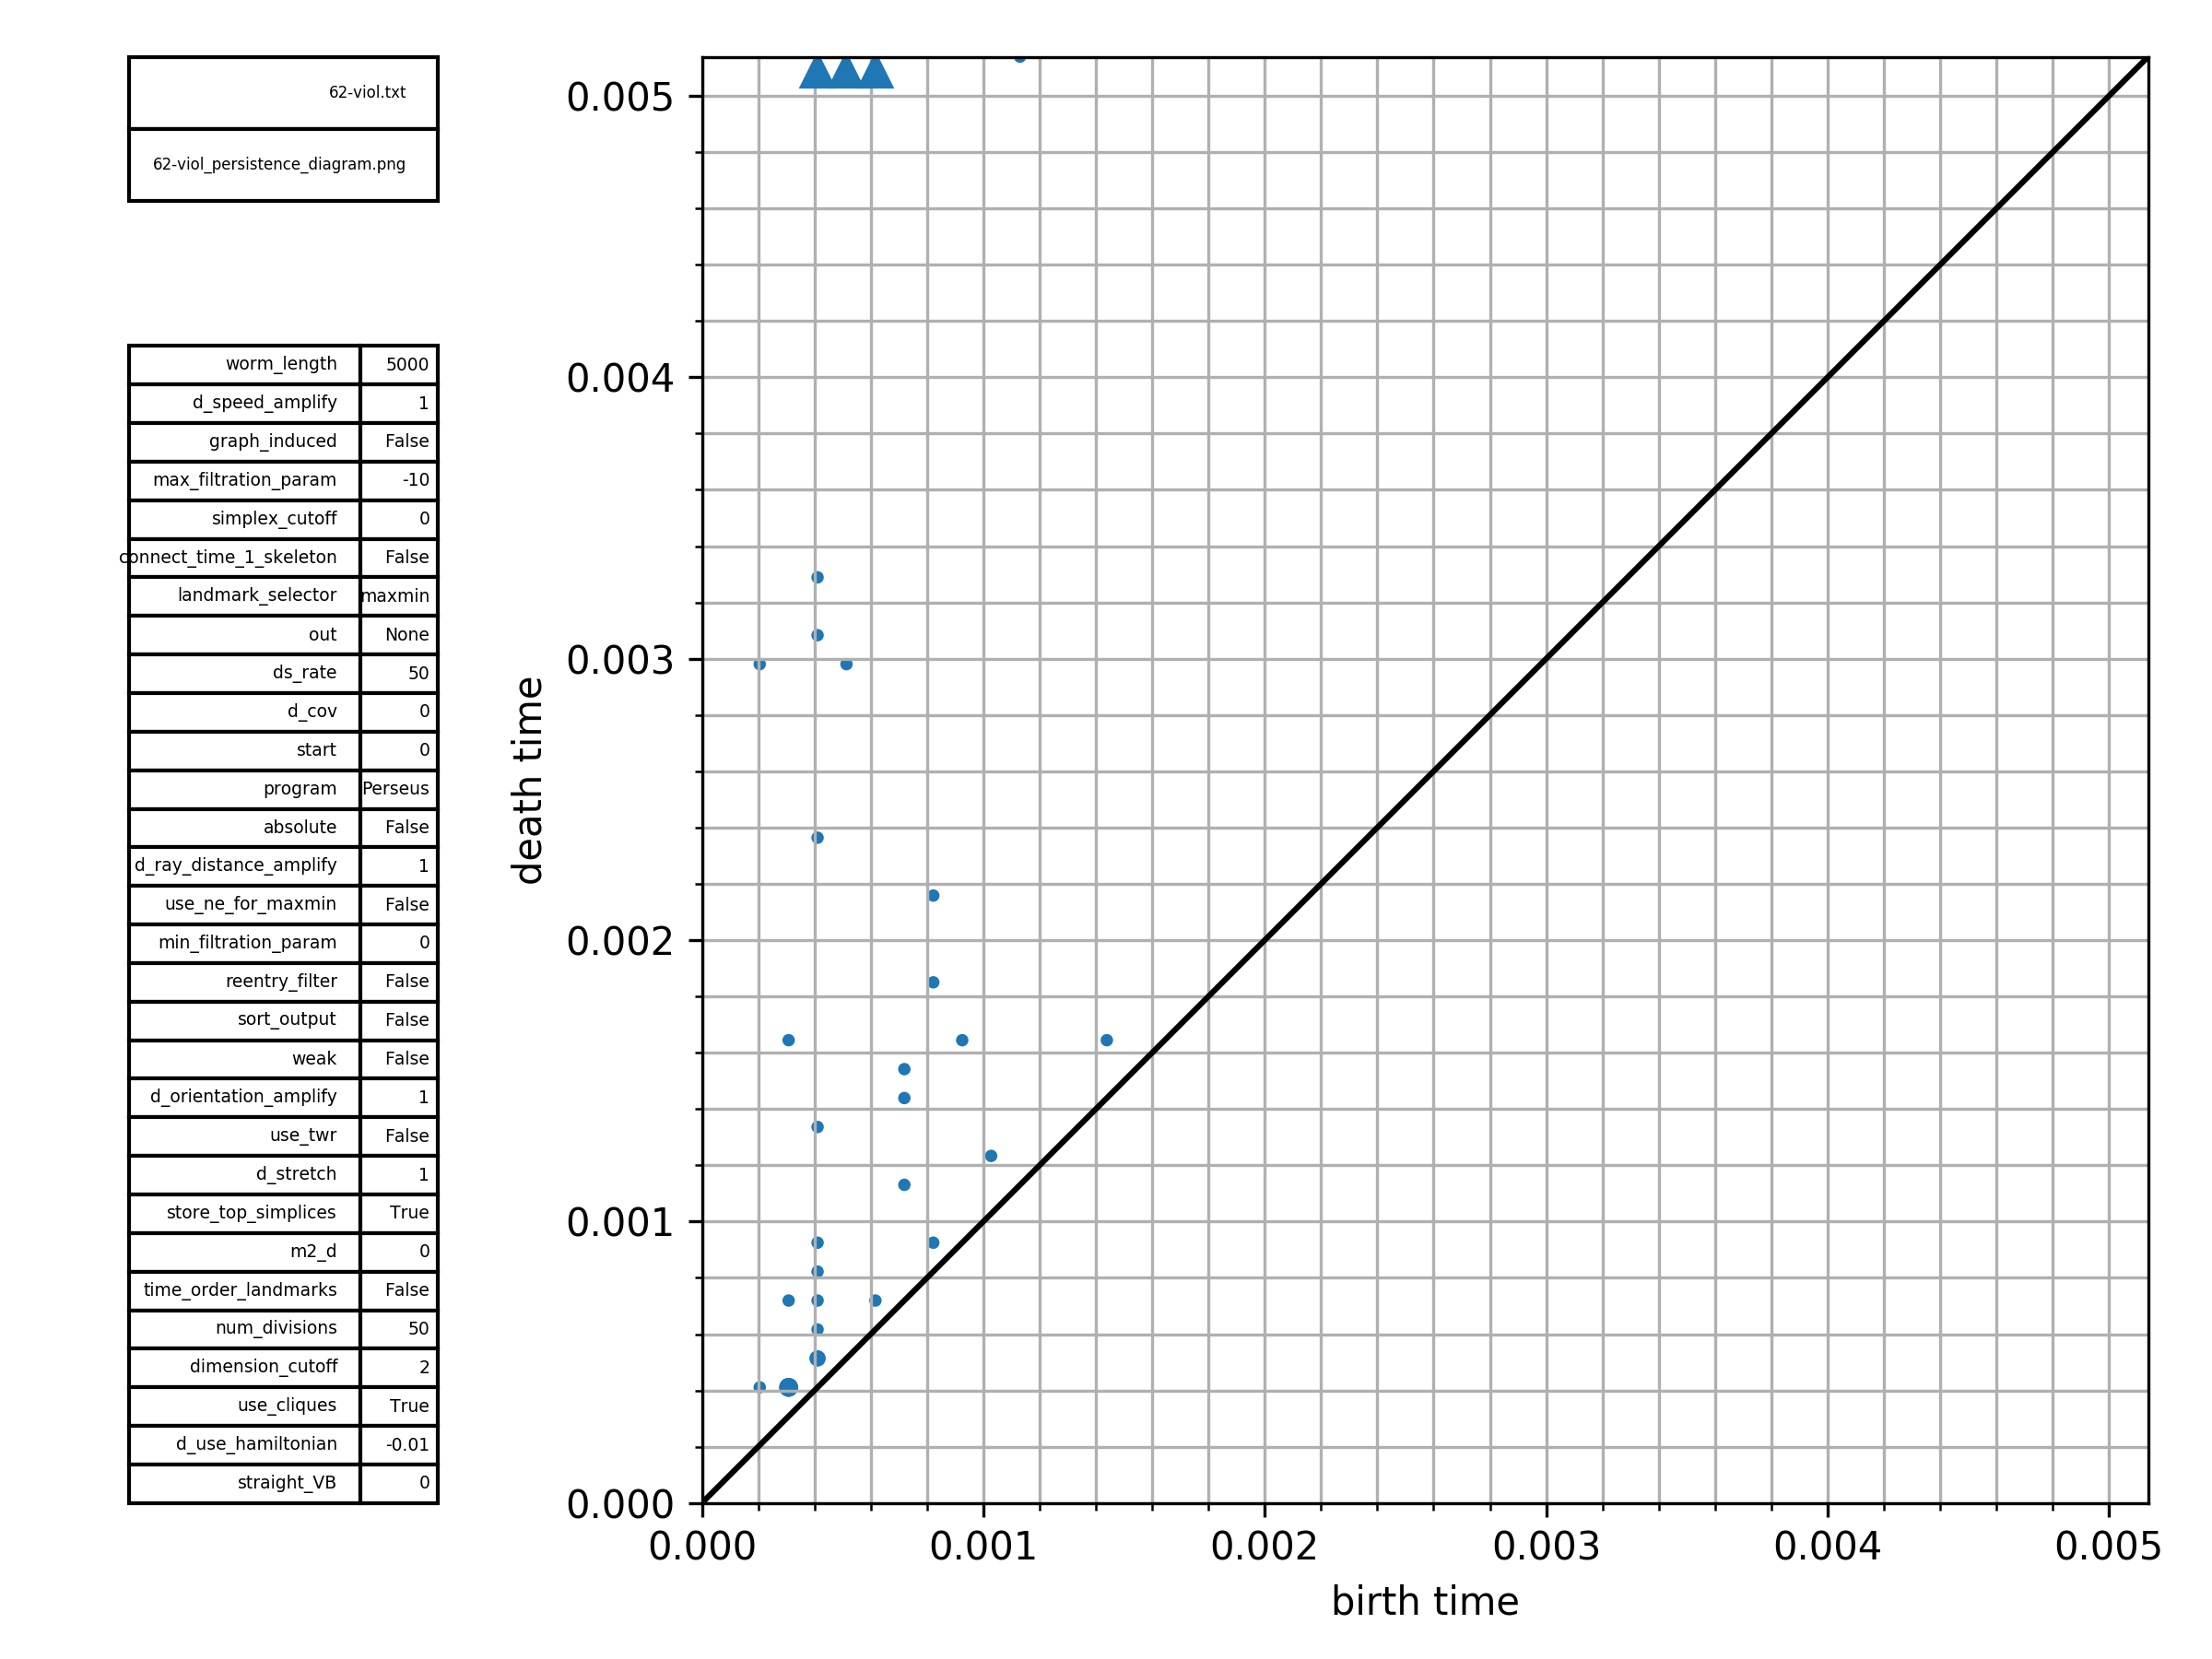 62-viol.txt
62-viol_persistence_diagram.png
worm_length 5000
d_speed_amplify 1
graph_induced False
max_filtration_param -10
simplex_cutoff 0
connect_time_1_skeleton False
landmark_selector maxmin
out None
ds_rate 50
d_cov 0
start 0
program Perseus
absolute False
d_ray_distance_amplify 1
use_ne_for_maxmin False
min_filtration_param 0
reentry_filter False
sort_output False
weak False
d_orientation_amplify 1
use_twr False
d_stretch 1
store_top_simplices True
m2_d 0
time_order_landmarks False
num_divisions 50
dimension_cutoff 2
use_cliques True
d_use_hamiltonian -0.01
straight_VB 0
death time
0.005
0.004
0.003
0.002
0.001
0.000
0.000 0.001 0.002 0.003 0.004 0.005
birth time